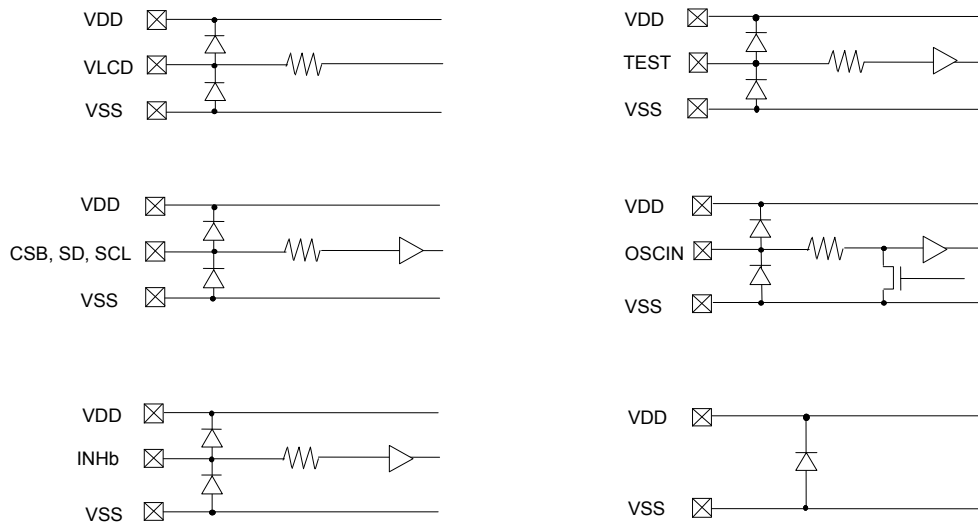 VDD
VLCD
VSS
VDD
TEST
VSS
VDD
CSB, SD, SCL
VSS
VDD
OSCIN
VSS
VDD
INHb
VSS
VDD
VSS